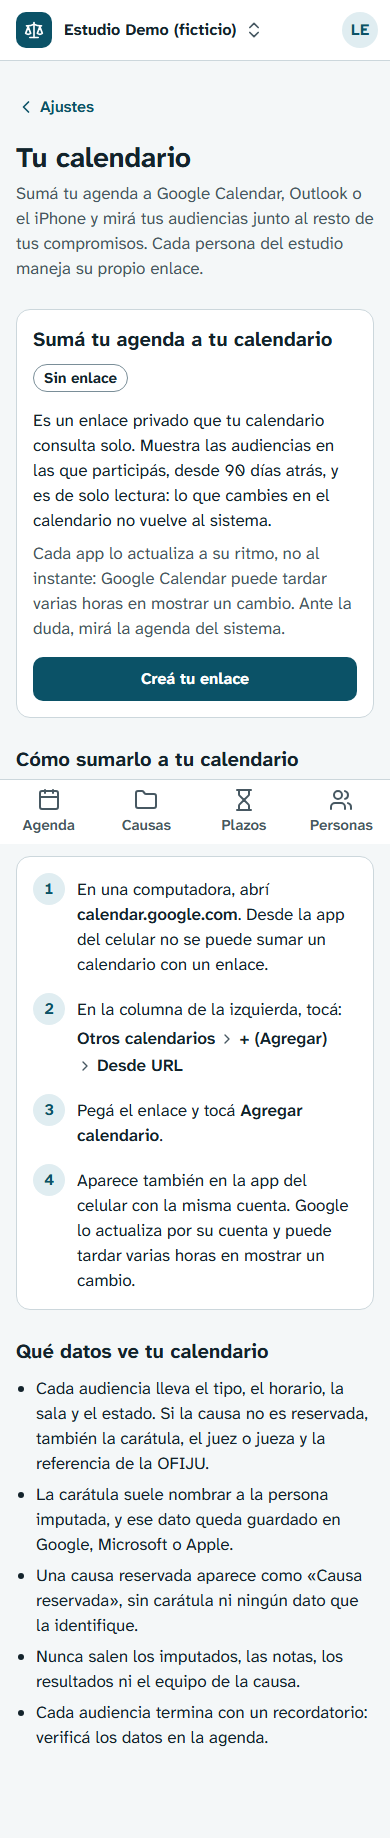 Estudio Demo (ficticio)
LE
Ajustes
Tu calendario
Sumá tu agenda a Google Calendar, Outlook o
el iPhone y mirá tus audiencias junto al resto de
tus compromisos. Cada persona del estudio
maneja su propio enlace.
Sumá tu agenda a tu calendario
Sin enlace
Es un enlace privado que tu calendario
consulta solo. Muestra las audiencias en
las que participás, desde 90 días atrás, y
es de solo lectura: lo que cambies en el
calendario no vuelve al sistema.
Cada app lo actualiza a su ritmo, no al
instante: Google Calendar puede tardar
varias horas en mostrar un cambio. Ante la
duda, mirá la agenda del sistema.
Creá tu enlace
Cómo sumarlo a tu calendario
Agenda Causas Plazos Personas
1 En una computadora, abrí
calendar.google.com. Desde la app
del celular no se puede sumar un
calendario con un enlace.
2 En la columna de la izquierda, tocá:
Otros calendarios > + (Agregar)
> Desde URL
3 Pegá el enlace y tocá Agregar
calendario.
4 Aparece también en la app del
celular con la misma cuenta. Google
lo actualiza por su cuenta y puede
tardar varias horas en mostrar un
cambio.
Qué datos ve tu calendario
• Cada audiencia lleva el tipo, el horario, la
sala y el estado. Si la causa no es reservada,
también la carátula, el juez o jueza y la
referencia de la OFIJU.
• La carátula suele nombrar a la persona
imputada, y ese dato queda guardado en
Google, Microsoft o Apple.
• Una causa reservada aparece como «Causa
reservada», sin carátula ni ningún dato que
la identifique.
• Nunca salen los imputados, las notas, los
resultados ni el equipo de la causa.
• Cada audiencia termina con un recordatorio:
verificá los datos en la agenda.